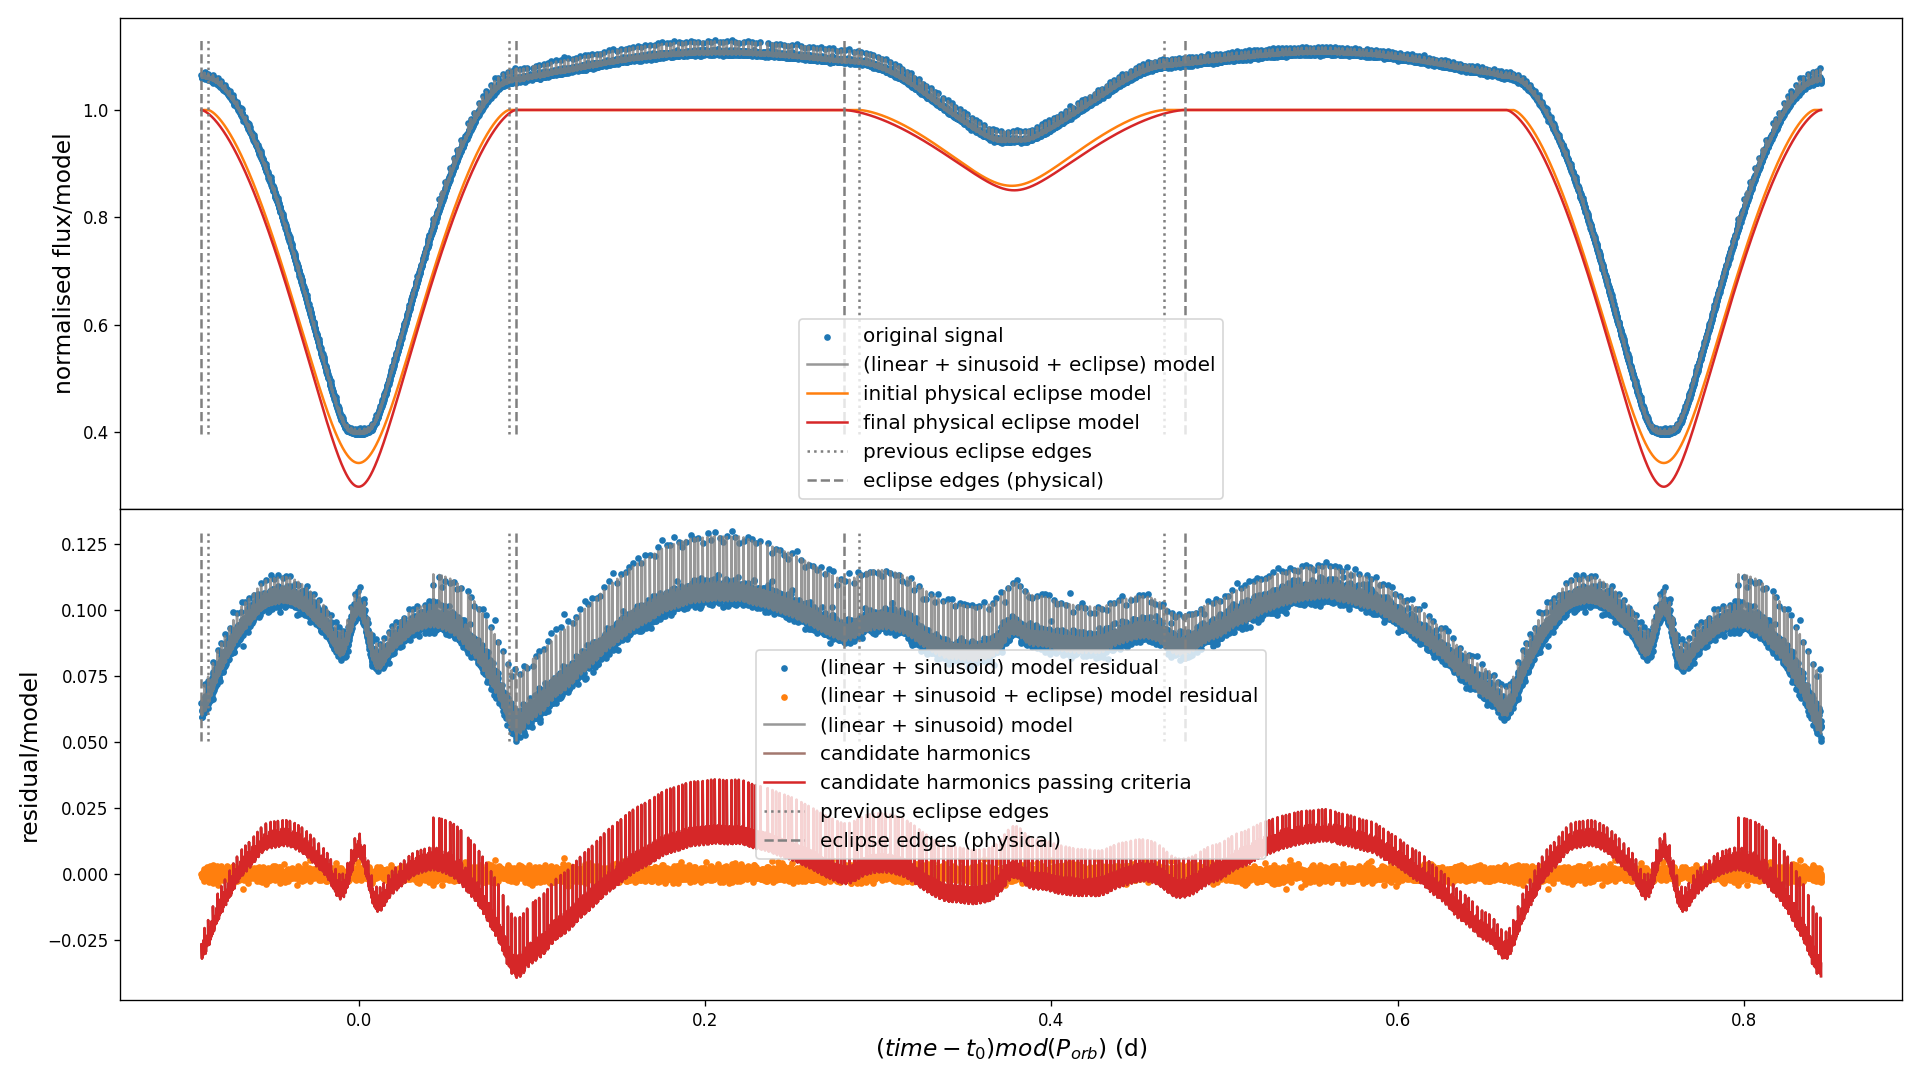 normalised flux/model
1.0
0.8
0.6
0.4
original signal
(linear + sinusoid + eclipse) model
initial physical eclipse model
final physical eclipse model
previous eclipse edges
eclipse edges (physical)
residual/model
0.125
0.100
0.075
0.050
0.025
0.000
−0.025
(linear + sinusoid) model residual
(linear + sinusoid + eclipse) model residual
(linear + sinusoid) model
candidate harmonics
candidate harmonics passing criteria
previous eclipse edges
eclipse edges (physical)
0.0 0.2 0.4 0.6 0.8
(time − t₀)mod(P_orb) (d)